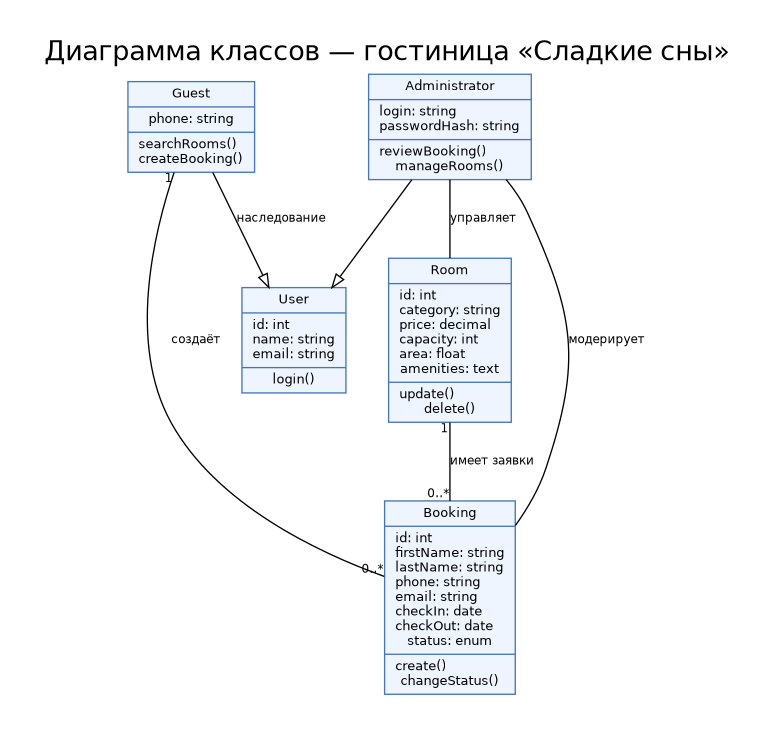 Диаграмма классов — гостиница «Сладкие сны»
Guest
phone: string
searchRooms()
createBooking()
Administrator
login: string
passwordHash: string
reviewBooking()
manageRooms()
1
наследование
управляет
User
id: int
name: string
email: string
login()
Room
id: int
category: string
price: decimal
capacity: int
area: float
amenities: text
update()
delete()
создаёт
модерирует
1
имеет заявки
0..*
0..*
Booking
id: int
firstName: string
lastName: string
phone: string
email: string
checkIn: date
checkOut: date
status: enum
create()
changeStatus()